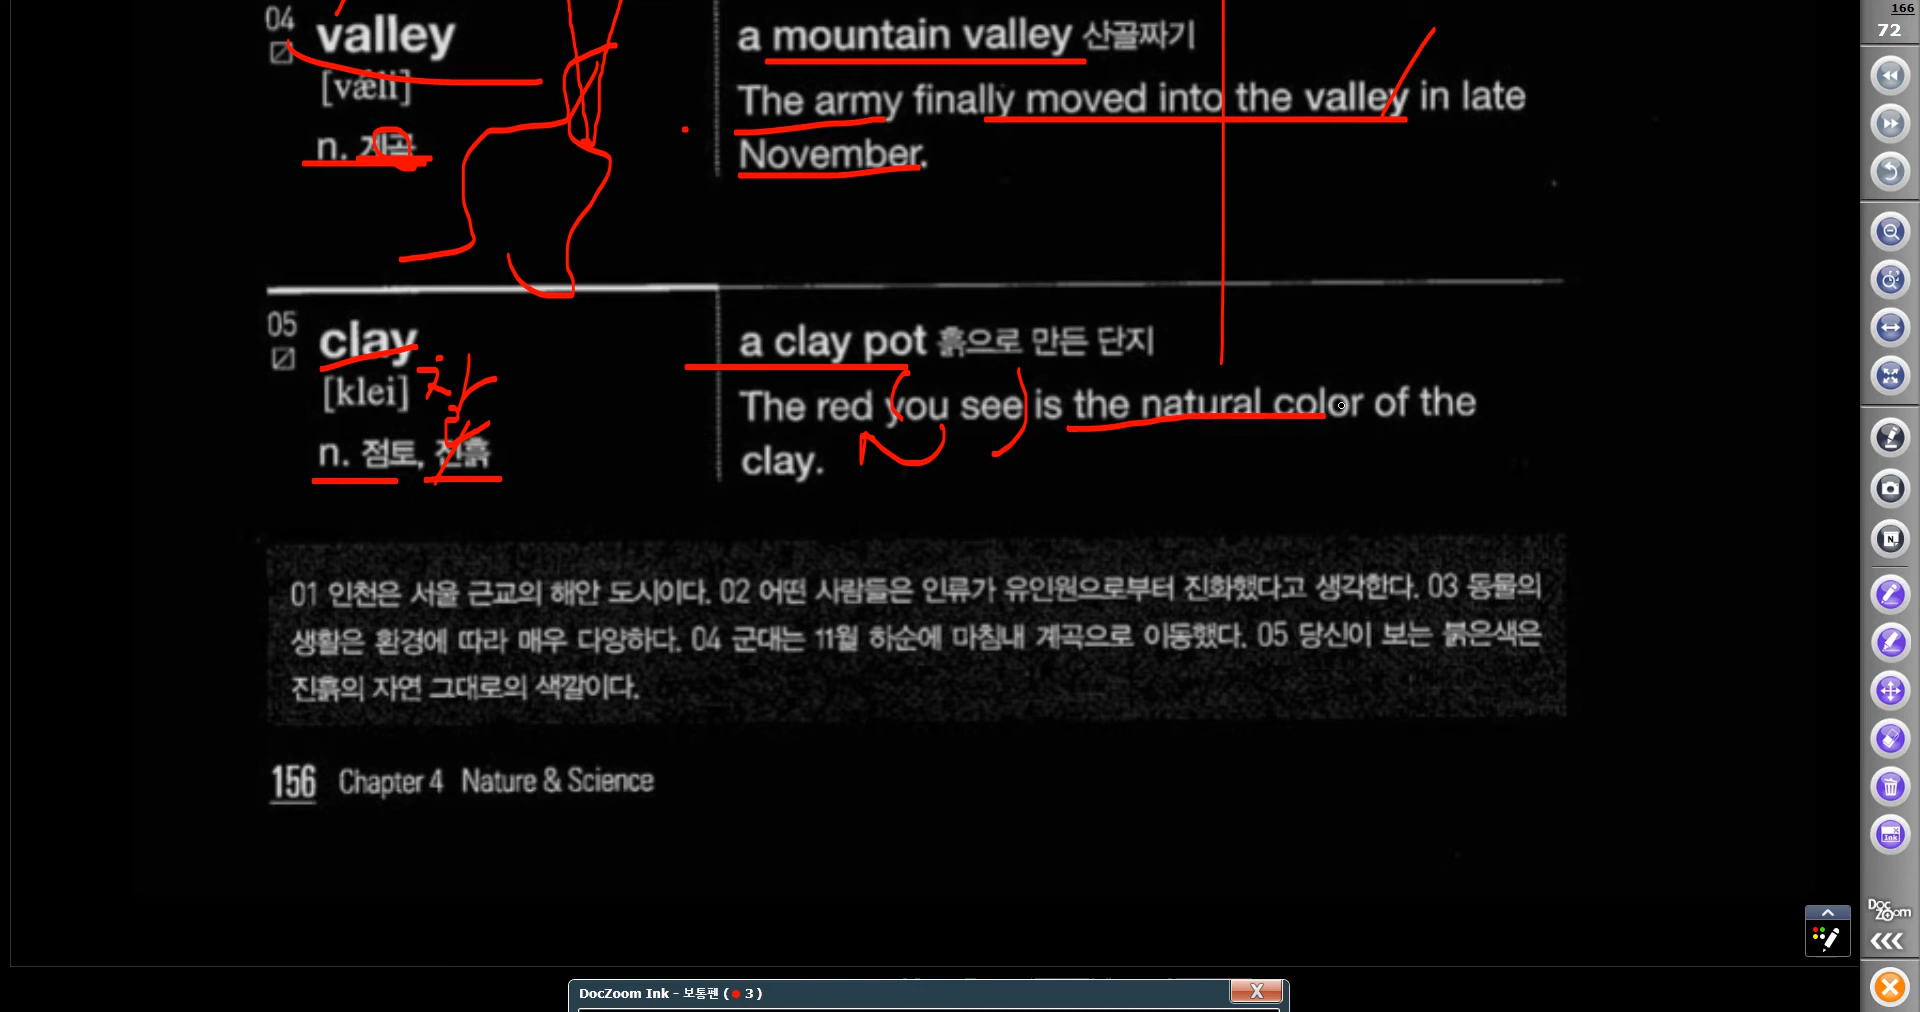 166
72
04
valley
[vǽli]
n. 계곡
a mountain valley 산골짜기
The army finally moved into the valley in late
November.
05
clay
[klei]
n. 점토, 진흙
a clay pot 흙으로 만든 단지
The red you see is the natural color of the
clay.
01 인천은 서울 근교의 해안 도시이다. 02 어떤 사람들은 인류가 유인원으로부터 진화했다고 생각한다. 03 동물의
생활은 환경에 따라 매우 다양하다. 04 군대는 11월 하순에 마침내 계곡으로 이동했다. 05 당신이 보는 붉은색은
진흙의 자연 그대로의 색깔이다.
156 Chapter 4 Nature & Science
Doc
Zoom
DocZoom Ink - 보통펜 ( 3 )